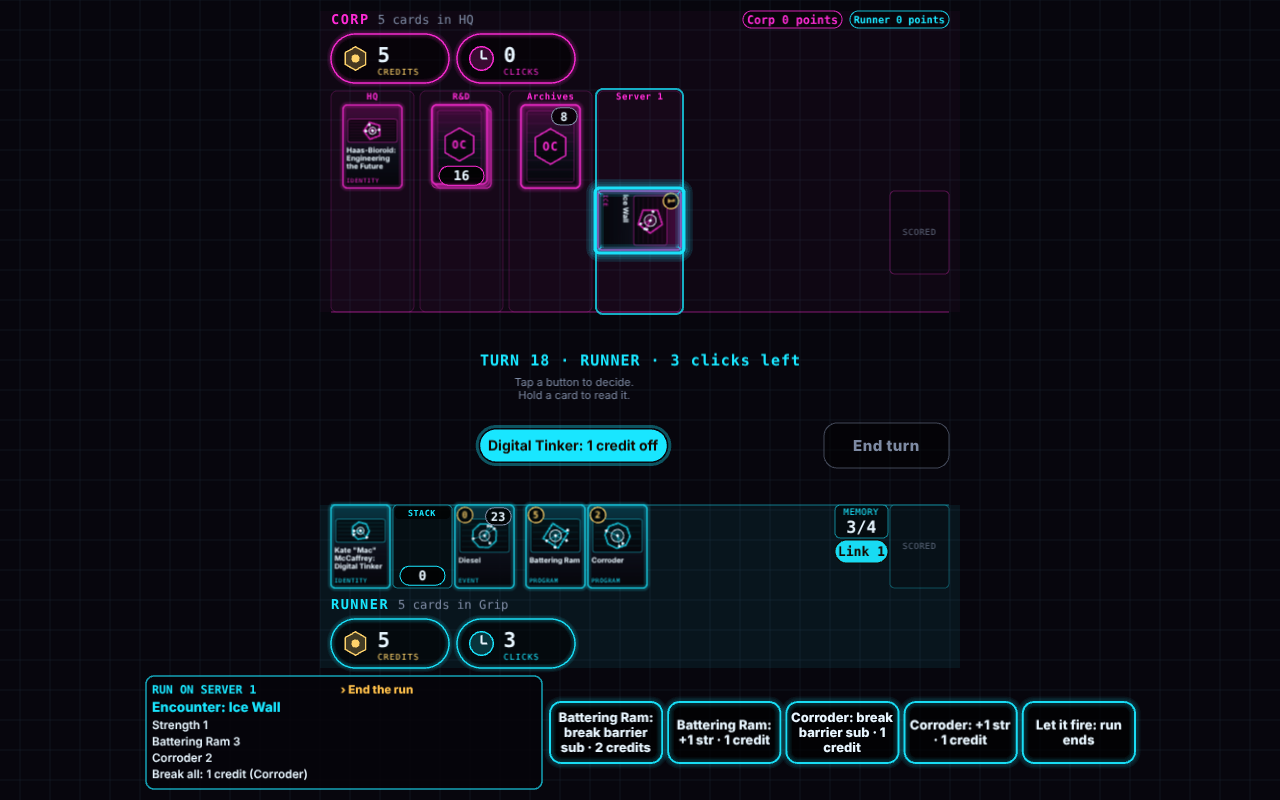 CORP 5 cards in HQ
Corp 0 points
Runner 0 points
5
CREDITS
0
CLICKS
HQ
R&D
Archives
Server 1
Haas-Bioroid:
Engineering
the Future
IDENTITY
OC
16
8
OC
Ice Wall
ICE
1
SCORED
TURN 18 · RUNNER · 3 clicks left
Tap a button to decide.
Hold a card to read it.
Digital Tinker: 1 credit off
End turn
Kate "Mac"
McCaffrey:
Digital Tinker
IDENTITY
STACK
0
0
23
Diesel
EVENT
5
Battering Ram
PROGRAM
2
Corroder
PROGRAM
MEMORY
3/4
Link 1
SCORED
RUNNER 5 cards in Grip
5
CREDITS
3
CLICKS
RUN ON SERVER 1
› End the run
Encounter: Ice Wall
Strength 1
Battering Ram 3
Corroder 2
Break all: 1 credit (Corroder)
Battering Ram:
break barrier
sub · 2 credits
Battering Ram:
+1 str · 1 credit
Corroder: break
barrier sub · 1
credit
Corroder: +1 str
· 1 credit
Let it fire: run
ends